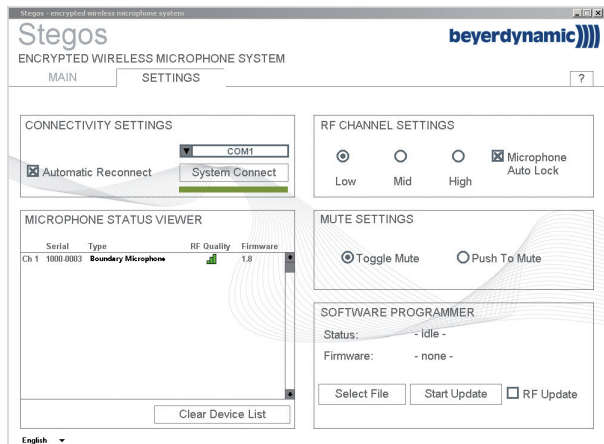 Stegos - encrypted wireless microphone system
Stegos
beyerdynamic
ENCRYPTED WIRELESS MICROPHONE SYSTEM
MAIN SETTINGS ?
CONNECTIVITY SETTINGS
COM1
Automatic Reconnect System Connect
RF CHANNEL SETTINGS
Microphone
Auto Lock
Low Mid High
MICROPHONE STATUS VIEWER
Serial Type RF Quality Firmware
Ch 1 1000-0003 Boundary Microphone 1.8
Clear Device List
MUTE SETTINGS
Toggle Mute Push To Mute
SOFTWARE PROGRAMMER
Status: - idle -
Firmware: - none -
Select File Start Update RF Update
English